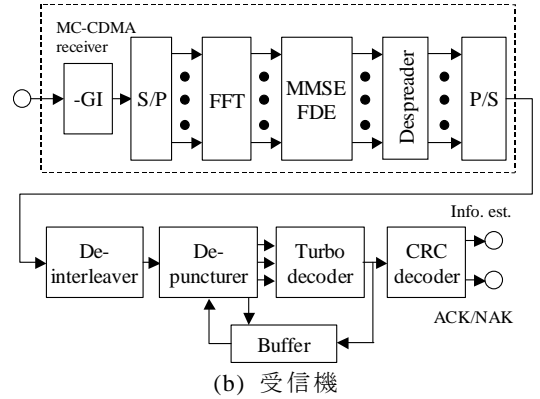 MC-CDMA
receiver
-GI
S/P
FFT
MMSE
FDE
Despreader
P/S
Info. est.
De-
interleaver
De-
puncturer
Turbo
decoder
CRC
decoder
ACK/NAK
Buffer
(b) 受信機